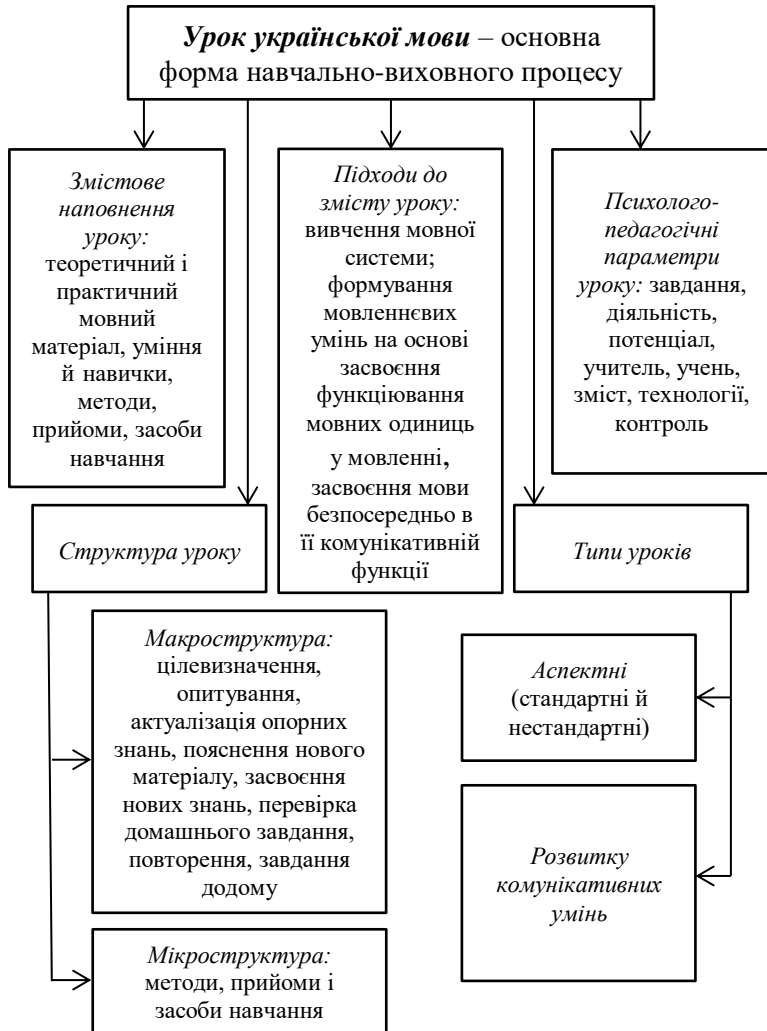 Урок української мови – основна
форма навчально-виховного процесу
Змістове
наповнення
уроку:
теоретичний і
практичний
мовний
матеріал, уміння
й навички,
методи,
прийоми, засоби
навчання
Підходи до
змісту уроку:
вивчення мовної
системи;
формування
мовленнєвих
умінь на основі
засвоєння
функціювання
мовних одиниць
у мовленні,
засвоєння мови
безпосередньо в
її комунікативній
функції
Психолого-
педагогічні
параметри
уроку: завдання,
діяльність,
потенціал,
учитель, учень,
зміст, технології,
контроль
Структура уроку
Типи уроків
Макроструктура:
цілевизначення,
опитування,
актуалізація опорних
знань, пояснення нового
матеріалу, засвоєння
нових знань, перевірка
домашнього завдання,
повторення, завдання
додому
Аспектні
(стандартні й
нестандартні)
Розвитку
комунікативних
умінь
Мікроструктура:
методи, прийоми і
засоби навчання